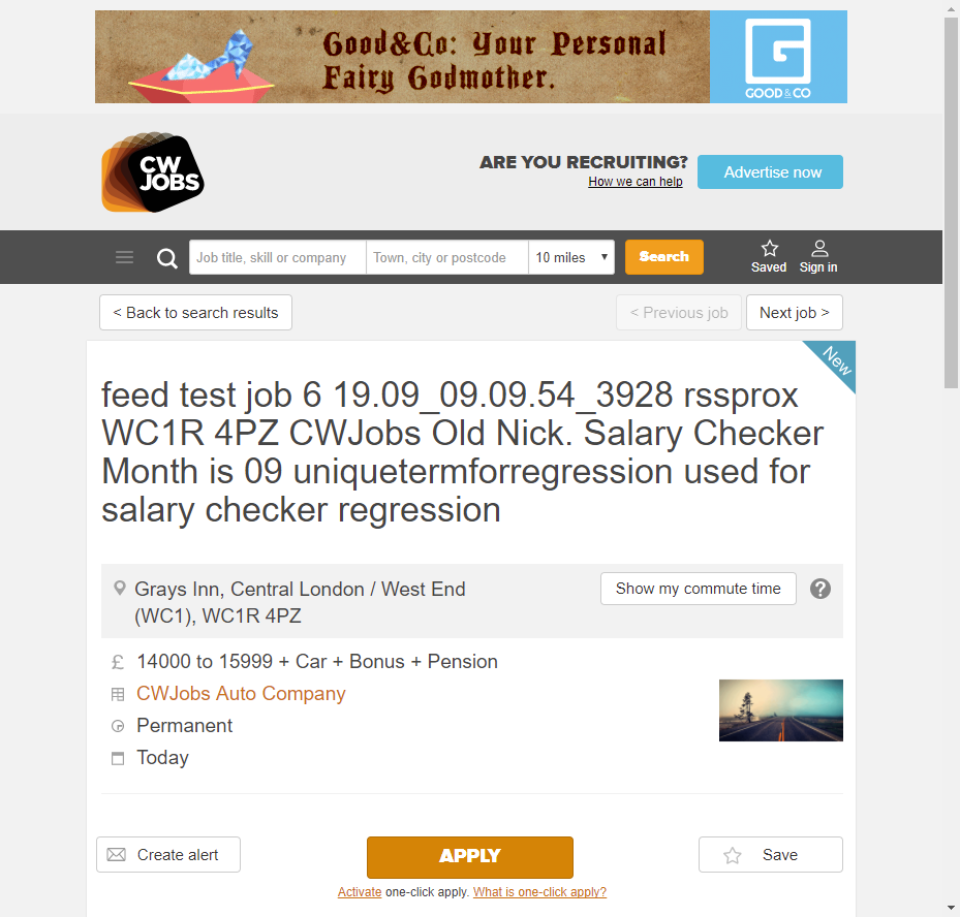 Good&Co: Your Personal
Fairy Godmother.
GOOD&CO
CW
JOBS
ARE YOU RECRUITING?
How we can help
Advertise now
Job title, skill or company
Town, city or postcode
10 miles
Search
Saved
Sign in
< Back to search results
< Previous job
Next job >
New
feed test job 6 19.09_09.09.54_3928 rssprox
WC1R 4PZ CWJobs Old Nick. Salary Checker
Month is 09 uniquetermforregression used for
salary checker regression
Grays Inn, Central London / West End
(WC1), WC1R 4PZ
Show my commute time
?
£ 14000 to 15999 + Car + Bonus + Pension
CWJobs Auto Company
Permanent
Today
Create alert
APPLY
Save
Activate one-click apply. What is one-click apply?